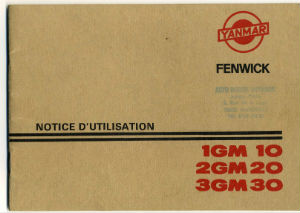 YANMAR
FENWICK
NOTICE D'UTILISATION
1GM 10
2GM 20
3GM 30